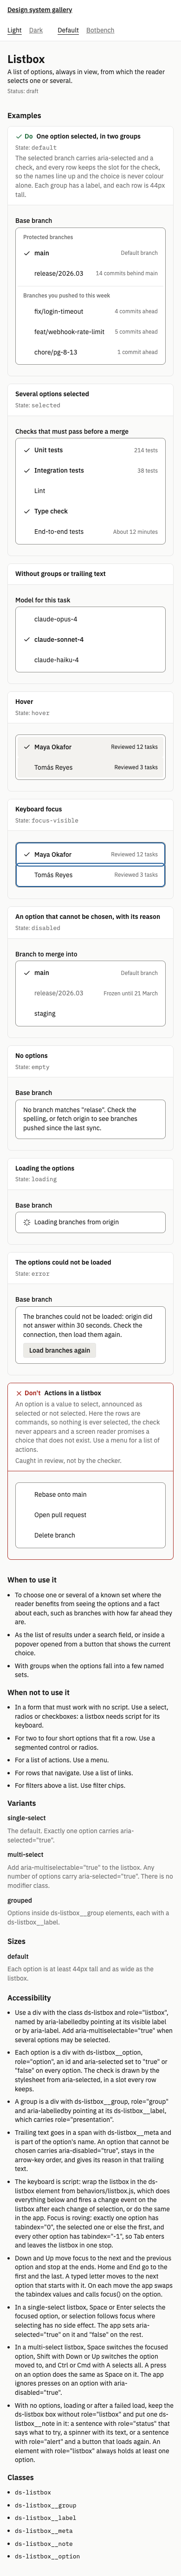 Design system gallery
Light Dark Default Botbench
Listbox
A list of options, always in view, from which the reader
selects one or several.
Status: draft
Examples
Do One option selected, in two groups
State: default
The selected branch carries aria-selected and a
check, and every row keeps the slot for the check,
so the names line up and the choice is never colour
alone. Each group has a label, and each row is 44px
tall.
Base branch
Protected branches
main Default branch
release/2026.03 14 commits behind main
Branches you pushed to this week
fix/login-timeout 4 commits ahead
feat/webhook-rate-limit 5 commits ahead
chore/pg-8-13 1 commit ahead
Several options selected
State: selected
Checks that must pass before a merge
Unit tests 214 tests
Integration tests 38 tests
Lint
Type check
End-to-end tests About 12 minutes
Without groups or trailing text
Model for this task
claude-opus-4
claude-sonnet-4
claude-haiku-4
Hover
State: hover
Maya Okafor Reviewed 12 tasks
Tomás Reyes Reviewed 3 tasks
Keyboard focus
State: focus-visible
Maya Okafor Reviewed 12 tasks
Tomás Reyes Reviewed 3 tasks
An option that cannot be chosen, with its reason
State: disabled
Branch to merge into
main Default branch
release/2026.03 Frozen until 21 March
staging
No options
State: empty
Base branch
No branch matches "relase". Check the
spelling, or fetch origin to see branches
pushed since the last sync.
Loading the options
State: loading
Base branch
Loading branches from origin
The options could not be loaded
State: error
Base branch
The branches could not be loaded: origin did
not answer within 30 seconds. Check the
connection, then load them again.
Load branches again
Don't Actions in a listbox
An option is a value to select, announced as
selected or not selected. Here the rows are
commands, so nothing is ever selected, the check
never appears and a screen reader promises a
choice that does not exist. Use a menu for a list of
actions.
Caught in review, not by the checker.
Rebase onto main
Open pull request
Delete branch
When to use it
To choose one or several of a known set where the
reader benefits from seeing the options and a fact
about each, such as branches with how far ahead they
are.
As the list of results under a search field, or inside a
popover opened from a button that shows the current
choice.
With groups when the options fall into a few named
sets.
When not to use it
In a form that must work with no script. Use a select,
radios or checkboxes: a listbox needs script for its
keyboard.
For two to four short options that fit a row. Use a
segmented control or radios.
For a list of actions. Use a menu.
For rows that navigate. Use a list of links.
For filters above a list. Use filter chips.
Variants
single-select
The default. Exactly one option carries aria-
selected="true".
multi-select
Add aria-multiselectable="true" to the listbox. Any
number of options carry aria-selected="true". There is no
modifier class.
grouped
Options inside ds-listbox__group elements, each with a
ds-listbox__label.
Sizes
default
Each option is at least 44px tall and as wide as the
listbox.
Accessibility
Use a div with the class ds-listbox and role="listbox",
named by aria-labelledby pointing at its visible label
or by aria-label. Add aria-multiselectable="true" when
several options may be selected.
Each option is a div with ds-listbox__option,
role="option", an id and aria-selected set to "true" or
"false" on every option. The check is drawn by the
stylesheet from aria-selected, in a slot every row
keeps.
A group is a div with ds-listbox__group, role="group"
and aria-labelledby pointing at its ds-listbox__label,
which carries role="presentation".
Trailing text goes in a span with ds-listbox__meta and
is part of the option's name. An option that cannot be
chosen carries aria-disabled="true", stays in the
arrow-key order, and gives its reason in that trailing
text.
The keyboard is script: wrap the listbox in the ds-
listbox element from behaviors/listbox.js, which does
everything below and fires a change event on the
listbox after each change of selection, or do the same
in the app. Focus is roving: exactly one option has
tabindex="0", the selected one or else the first, and
every other option has tabindex="-1", so Tab enters
and leaves the listbox in one stop.
Down and Up move focus to the next and the previous
option and stop at the ends. Home and End go to the
first and the last. A typed letter moves to the next
option that starts with it. On each move the app swaps
the tabindex values and calls focus() on the option.
In a single-select listbox, Space or Enter selects the
focused option, or selection follows focus where
selecting has no side effect. The app sets aria-
selected="true" on it and "false" on the rest.
In a multi-select listbox, Space switches the focused
option, Shift with Down or Up switches the option
moved to, and Ctrl or Cmd with A selects all. A press
on an option does the same as Space on it. The app
ignores presses on an option with aria-
disabled="true".
With no options, loading or after a failed load, keep the
ds-listbox box without role="listbox" and put one ds-
listbox__note in it: a sentence with role="status" that
says what to try, a spinner with its text, or a sentence
with role="alert" and a button that loads again. An
element with role="listbox" always holds at least one
option.
Classes
ds-listbox
ds-listbox__group
ds-listbox__label
ds-listbox__meta
ds-listbox__note
ds-listbox__option